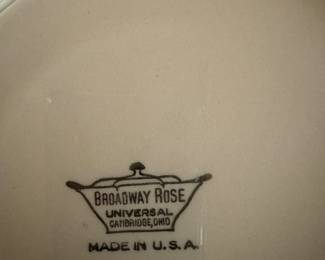 BROADWAY ROSE
UNIVERSAL
CAMBRIDGE, OHIO
MADE IN U.S.A.